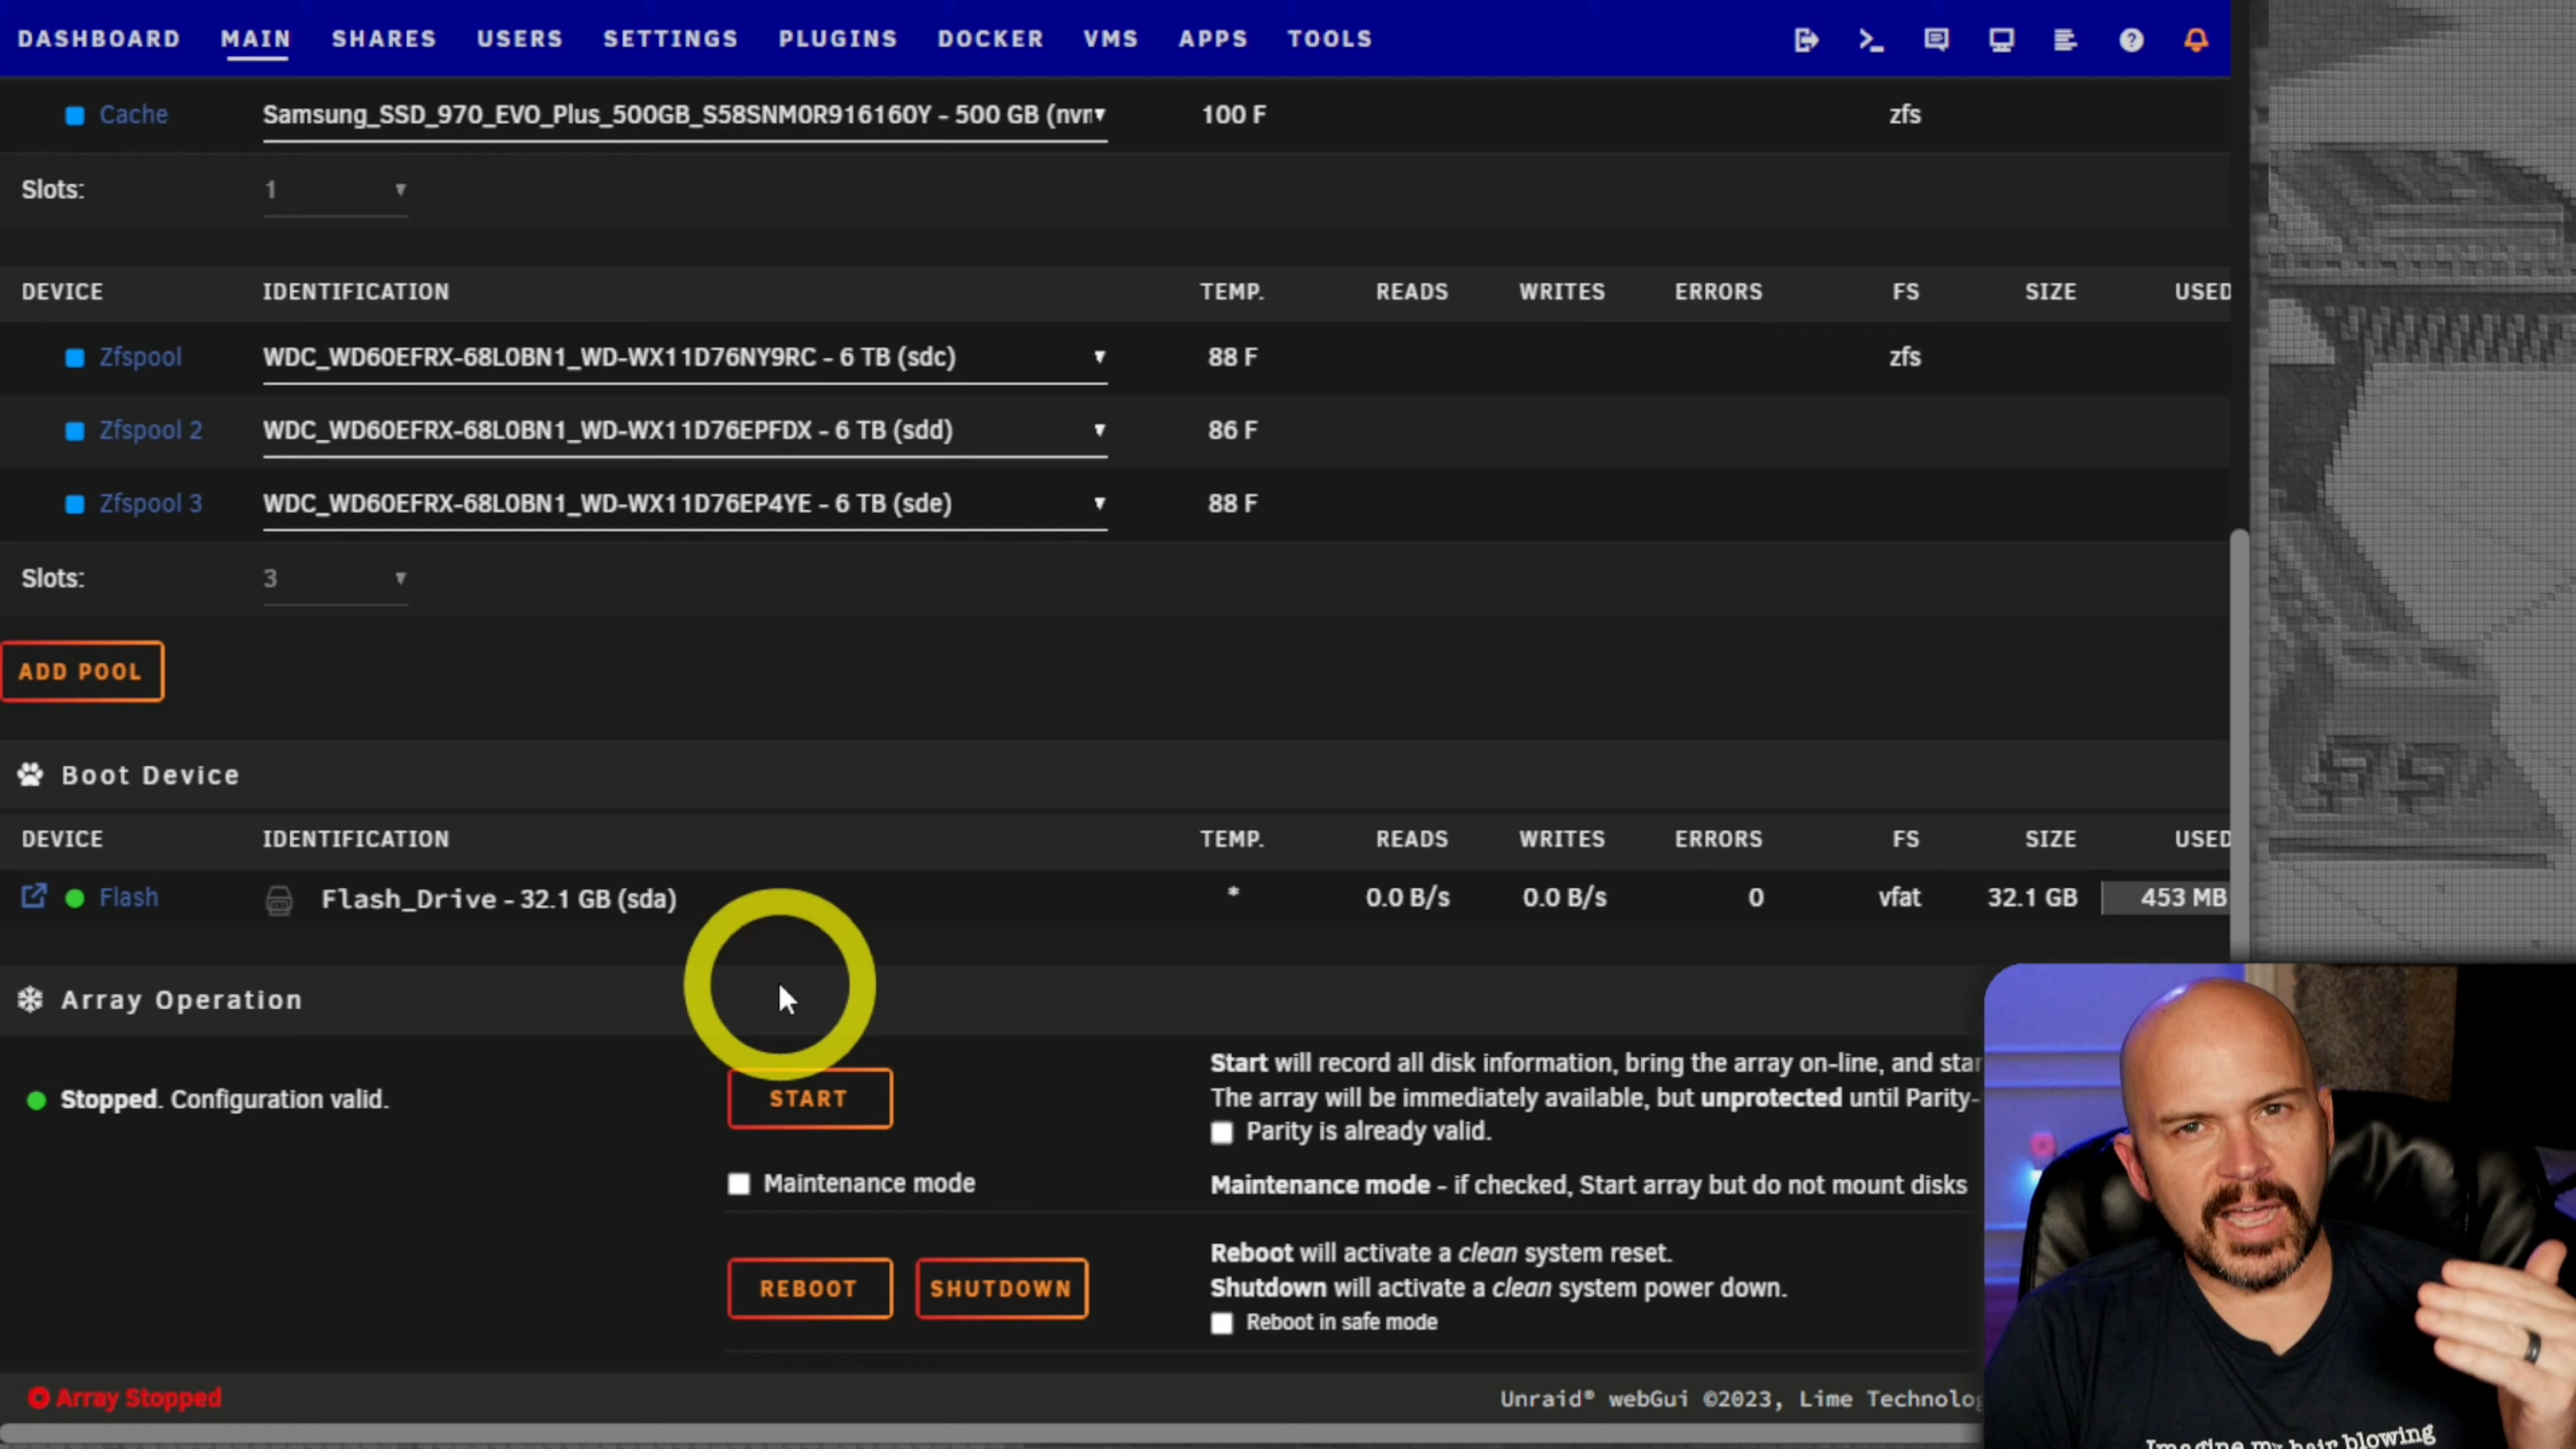 DASHBOARD MAIN SHARES USERS SETTINGS PLUGINS DOCKER VMS APPS TOOLS
Cache Samsung_SSD_970_EVO_Plus_500GB_S58SNM0R916160Y - 500 GB (nvm 100 F zfs
Slots: 1
DEVICE IDENTIFICATION TEMP. READS WRITES ERRORS FS SIZE USED
Zfspool WDC_WD60EFRX-68L0BN1_WD-WX11D76NY9RC - 6 TB (sdc) 88 F zfs
Zfspool 2 WDC_WD60EFRX-68L0BN1_WD-WX11D76EPFDX - 6 TB (sdd) 86 F
Zfspool 3 WDC_WD60EFRX-68L0BN1_WD-WX11D76EP4YE - 6 TB (sde) 88 F
Slots: 3
ADD POOL
Boot Device
DEVICE IDENTIFICATION TEMP. READS WRITES ERRORS FS SIZE USED
Flash Flash_Drive - 32.1 GB (sda) * 0.0 B/s 0.0 B/s 0 vfat 32.1 GB 453 MB
Array Operation
Stopped. Configuration valid.
START
Start will record all disk information, bring the array on-line, and star
The array will be immediately available, but unprotected until Parity-
Parity is already valid.
Maintenance mode
Maintenance mode - if checked, Start array but do not mount disks
REBOOT SHUTDOWN
Reboot will activate a clean system reset.
Shutdown will activate a clean system power down.
Reboot in safe mode
Array Stopped
Unraid® webGui ©2023, Lime Technolog
Imagine my hair blowing